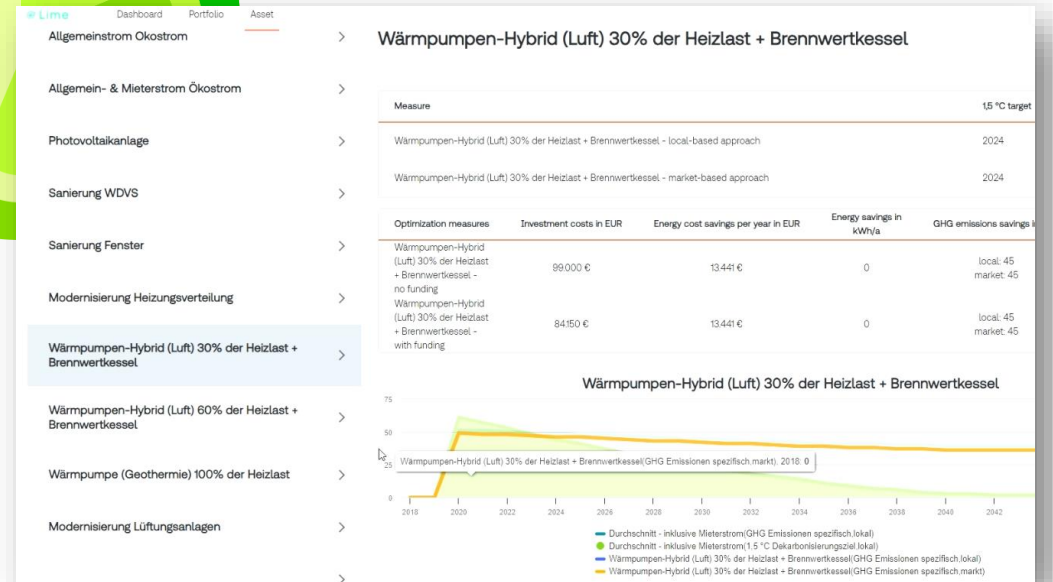 Lime
Dashboard Portfolio Asset
Allgemeinstrom Ökostrom
Allgemein- & Mieterstrom Ökostrom
Photovoltaikanlage
Sanierung WDVS
Sanierung Fenster
Modernisierung Heizungsverteilung
Wärmpumpen-Hybrid (Luft) 30% der Heizlast +
Brennwertkessel
Wärmpumpen-Hybrid (Luft) 60% der Heizlast +
Brennwertkessel
Wärmpumpe (Geothermie) 100% der Heizlast
Modernisierung Lüftungsanlagen
Wärmpumpen-Hybrid (Luft) 30% der Heizlast + Brennwertkessel
Measure 1,5 °C target
Wärmpumpen-Hybrid (Luft) 30% der Heizlast + Brennwertkessel - local-based approach 2024
Wärmpumpen-Hybrid (Luft) 30% der Heizlast + Brennwertkessel - market-based approach 2024
Optimization measures Investment costs in EUR Energy cost savings per year in EUR Energy savings in kWh/a GHG emissions savings i
Wärmpumpen-Hybrid
(Luft) 30% der Heizlast
+ Brennwertkessel -
no funding
99.000 € 13.441 € 0 local: 45
market: 45
Wärmpumpen-Hybrid
(Luft) 30% der Heizlast
+ Brennwertkessel -
with funding
84.150 € 13.441 € 0 local: 45
market: 45
Wärmpumpen-Hybrid (Luft) 30% der Heizlast + Brennwertkessel
75
50
25
0
Wärmpumpen-Hybrid (Luft) 30% der Heizlast + Brennwertkessel(GHG Emissionen spezifisch,markt), 2018: 0
2018 2020 2022 2024 2026 2028 2030 2032 2034 2036 2038 2040 2042
Durchschnitt - inklusive Mieterstrom(GHG Emissionen spezifisch,lokal)
Durchschnitt - inklusive Mieterstrom(1,5 °C Dekarbonisierungsziel,lokal)
Wärmpumpen-Hybrid (Luft) 30% der Heizlast + Brennwertkessel(GHG Emissionen spezifisch,lokal)
Wärmpumpen-Hybrid (Luft) 30% der Heizlast + Brennwertkessel(GHG Emissionen spezifisch,markt)